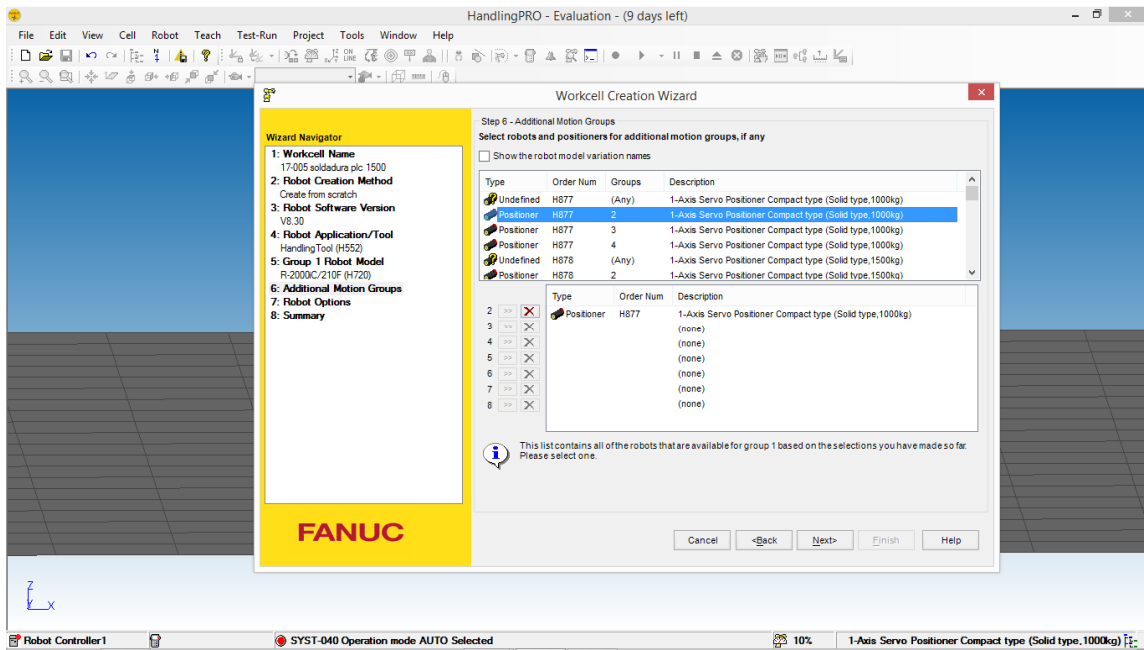 HandlingPRO - Evaluation - (9 days left)
File Edit View Cell Robot Teach Test-Run Project Tools Window Help
Workcell Creation Wizard
Wizard Navigator
1: Workcell Name
17-005 soldadura plc 1500
2: Robot Creation Method
Create from scratch
3: Robot Software Version
V8.30
4: Robot Application/Tool
HandlingTool (H552)
5: Group 1 Robot Model
R-2000iC/210F (H720)
6: Additional Motion Groups
7: Robot Options
8: Summary
FANUC
Step 6 - Additional Motion Groups
Select robots and positioners for additional motion groups, if any
Show the robot model variation names
Type Order Num Groups Description
Undefined H877 (Any) 1-Axis Servo Positioner Compact type (Solid type,1000kg)
Positioner H877 2 1-Axis Servo Positioner Compact type (Solid type,1000kg)
Positioner H877 3 1-Axis Servo Positioner Compact type (Solid type,1000kg)
Positioner H877 4 1-Axis Servo Positioner Compact type (Solid type,1000kg)
Undefined H878 (Any) 1-Axis Servo Positioner Compact type (Solid type,1500kg)
Positioner H878 2 1-Axis Servo Positioner Compact type (Solid type,1500kg)
Type Order Num Description
2 >> Positioner H877 1-Axis Servo Positioner Compact type (Solid type,1000kg)
3 >> (none)
4 >> (none)
5 >> (none)
6 >> (none)
7 >> (none)
8 >> (none)
This list contains all of the robots that are available for group 1 based on the selections you have made so far.
Please select one.
Cancel <Back Next> Finish Help
Z
Y X
Robot Controller1 SYST-040 Operation mode AUTO Selected 10% 1-Axis Servo Positioner Compact type (Solid type,1000kg)